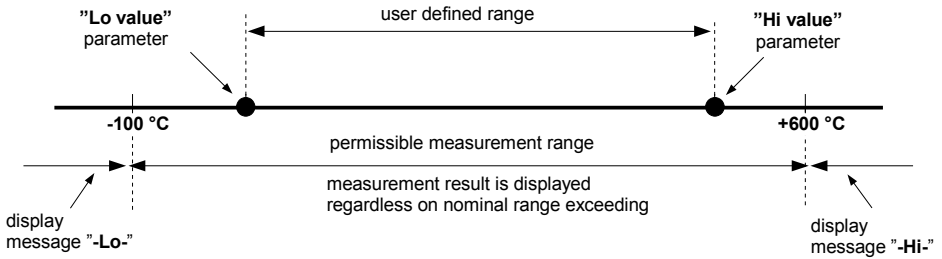 ”Lo value”
parameter
user defined range
”Hi value”
parameter
-100 °C
+600 °C
permissible measurement range
measurement result is displayed
regardless on nominal range exceeding
display
message ”-Lo-”
display
message ”-Hi-”